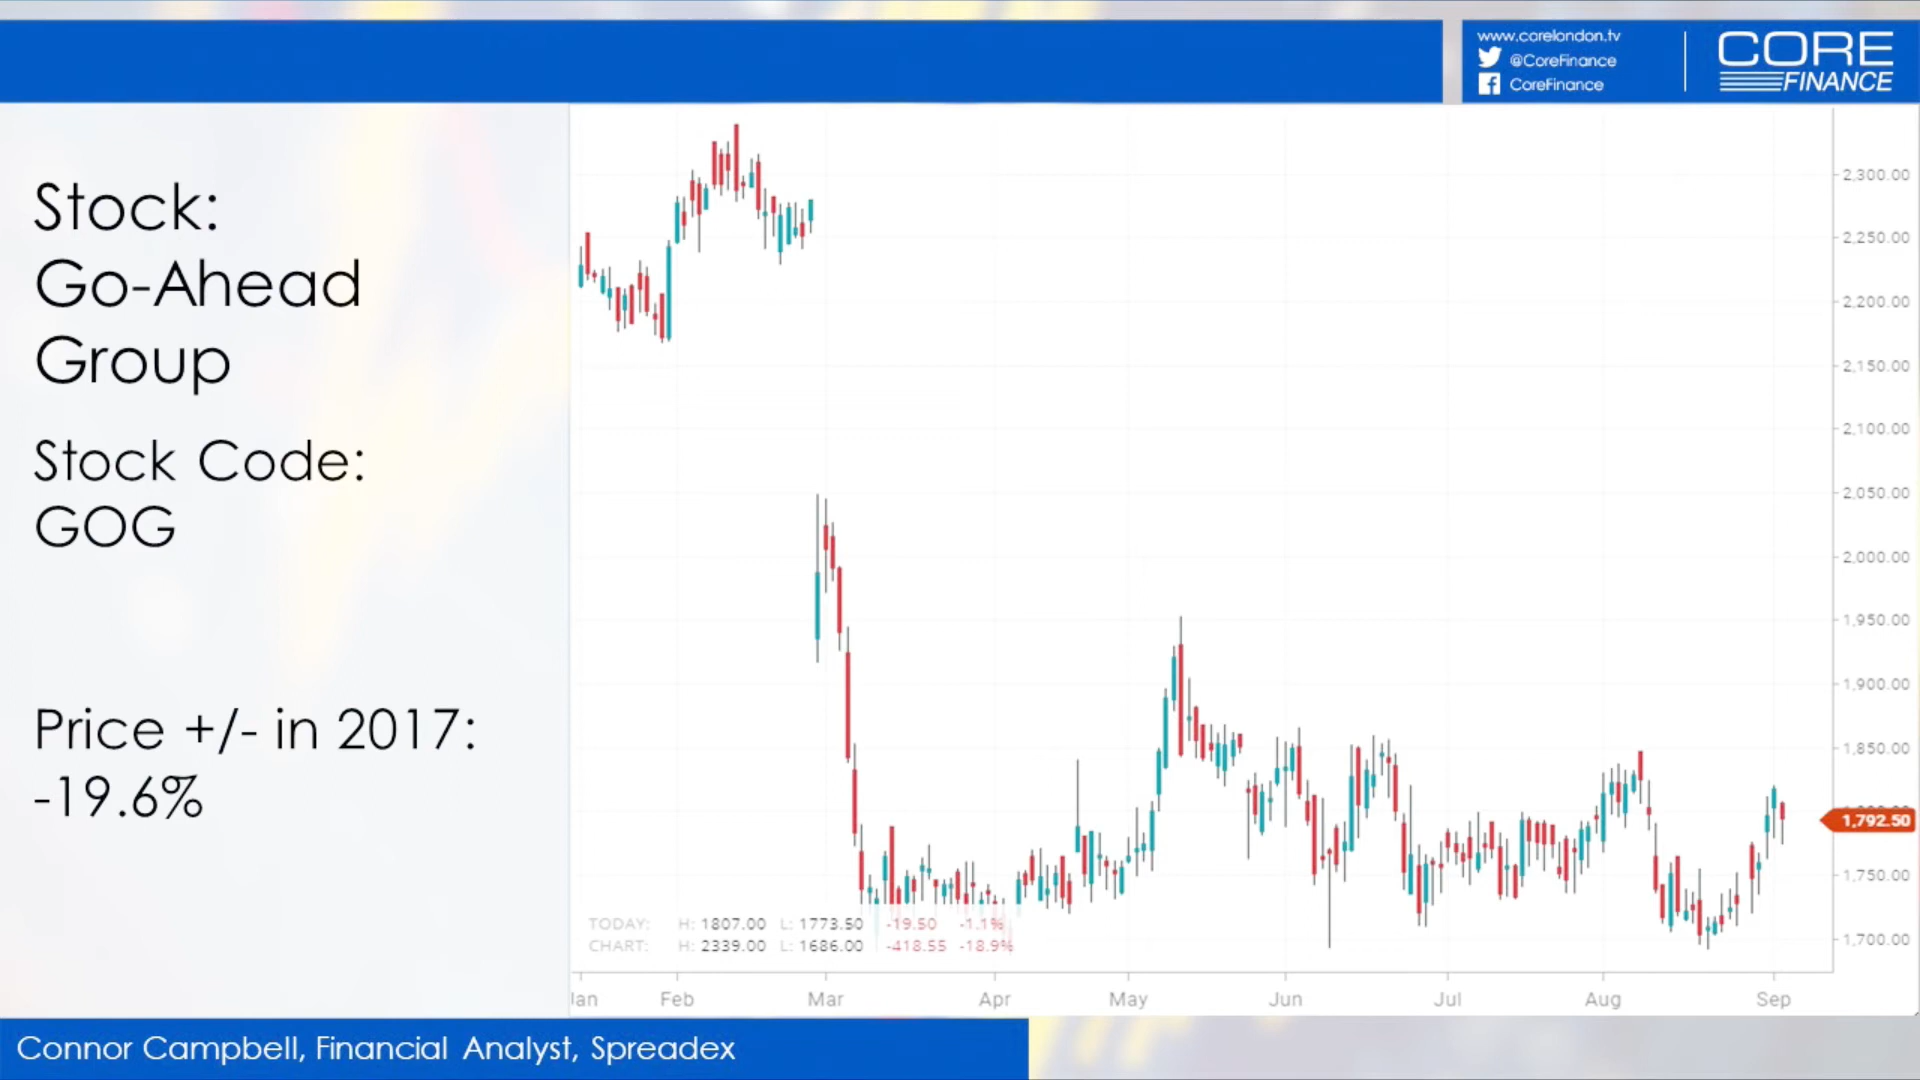 www.corelondon.tv
@CoreFinance
CoreFinance
CORE
FINANCE
Stock:
Go-Ahead
Group
Stock Code:
GOG
Price +/- in 2017:
-19.6%
2,300.00
2,250.00
2,200.00
2,150.00
2,100.00
2,050.00
2,000.00
1,950.00
1,900.00
1,850.00
1,792.50
1,750.00
1,700.00
TODAY: H: 1807.00 L: 1773.50 -19.50 -1.1%
CHART: H: 2339.00 L: 1686.00 -418.55 -18.9%
Feb Mar Apr May Jun Jul Aug Sep
Connor Campbell, Financial Analyst, Spreadex